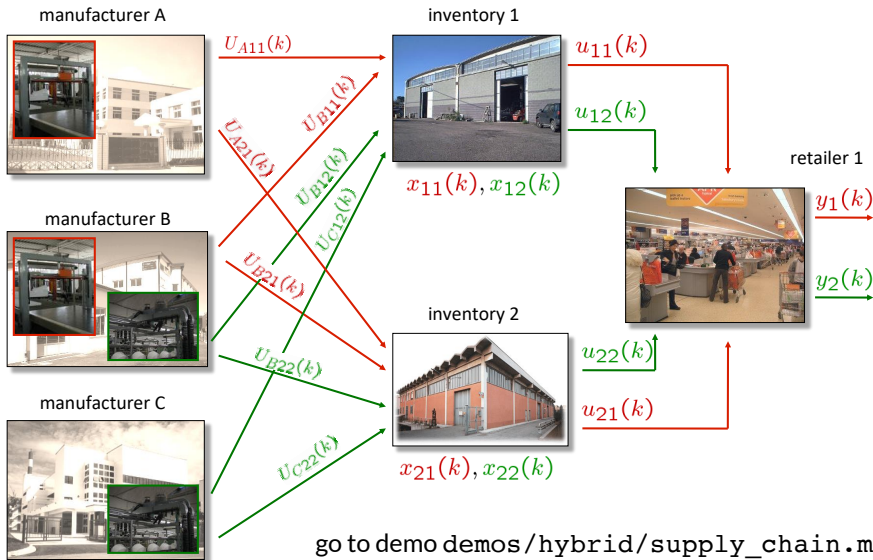 manufacturer A
inventory 1
U_{A11}(k)
u_{11}(k)
U_{B11}(k)
u_{12}(k)
U_{A21}(k)
retailer 1
U_{B12}(k)
x_{11}(k), x_{12}(k)
U_{C12}(k)
y_1(k)
manufacturer B
U_{B21}(k)
y_2(k)
inventory 2
u_{22}(k)
U_{B22}(k)
manufacturer C
u_{21}(k)
U_{C22}(k)
x_{21}(k), x_{22}(k)
go to demo demos/hybrid/supply_chain.m